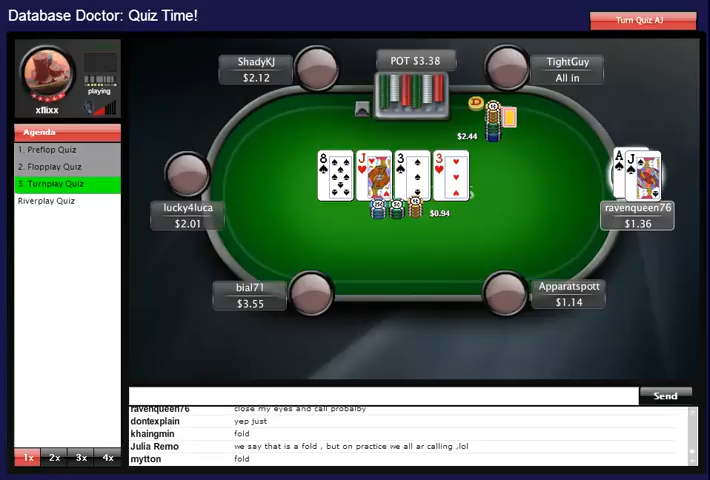 Database Doctor: Quiz Time!
Turn Quiz AJ
xflixx
playing
Agenda
1. Preflop Quiz
2. Flopplay Quiz
3. Turnplay Quiz
Riverplay Quiz
ShadyKJ
$2.12
POT $3.38
TightGuy
All in
D
$2.44
8 J 3 3
A J
$0.94
lucky4luca
$2.01
ravenqueen76
$1.36
bial71
$3.55
Apparatspott
$1.14
Send
ravenqueen76 close my eyes and call probalby
dontexplain yep just
khaingmin fold
Julia Remo we say that is a fold , but on practice we all ar calling ,lol
mytton fold
1x 2x 3x 4x